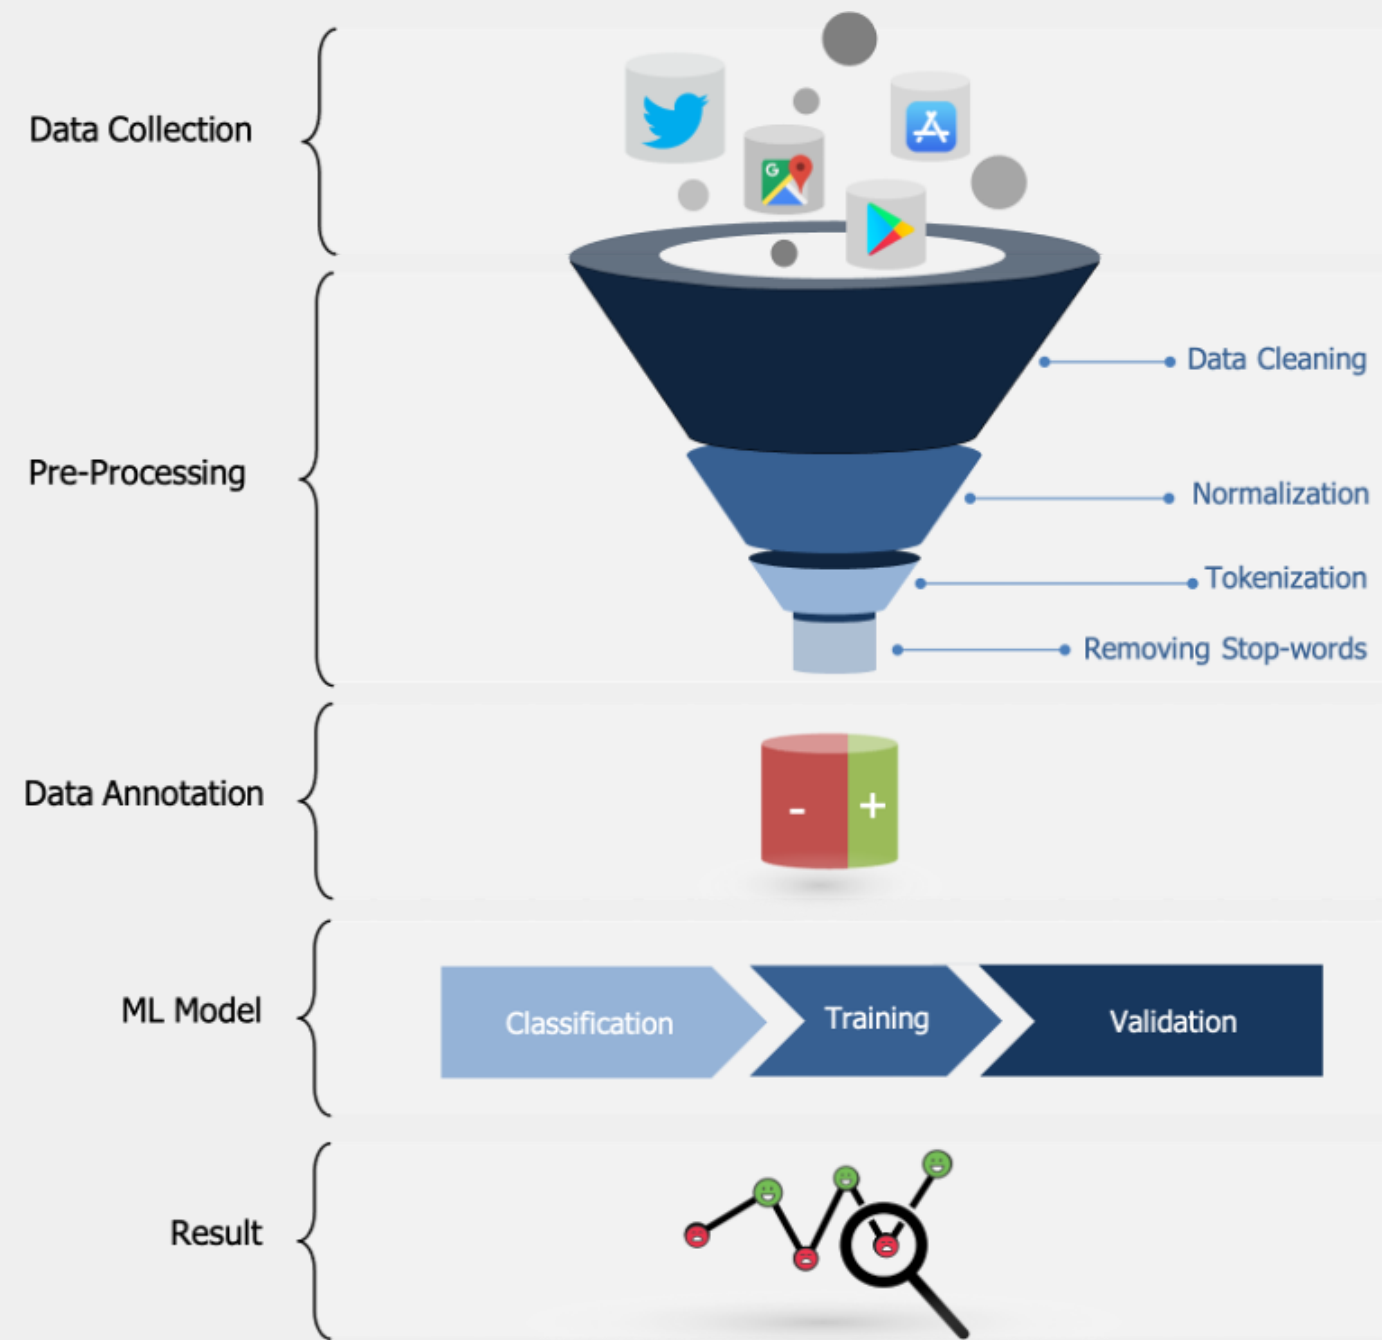 Data Collection
Pre-Processing
Data Cleaning
Normalization
Tokenization
Removing Stop-words
Data Annotation
- +
ML Model
Classification
Training
Validation
Result